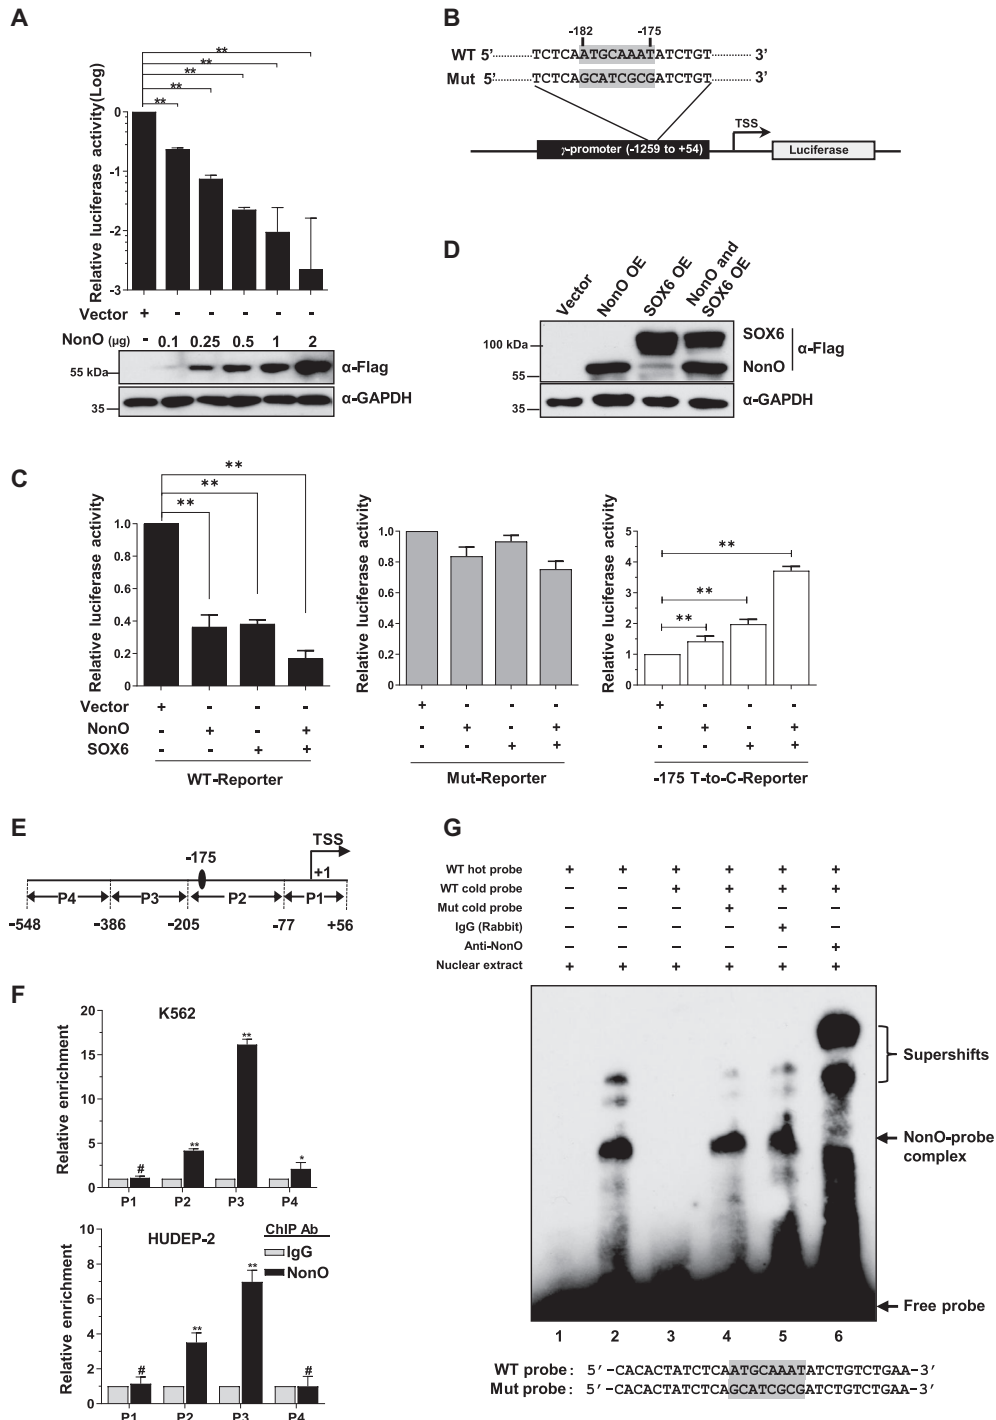 A
Relative luciferase activity(Log)
** ** ** ** **
0
-1
-2
-3
Vector + - - - - -
NonO (µg) - 0.1 0.25 0.5 1 2
55 kDa α-Flag
35 α-GAPDH
B
-182 -175
WT 5' TCTCAATGCAAATATCTGT 3'
Mut 5' TCTCAGCATCGCGATCTGT 3'
TSS
γ-promoter (-1259 to +54) Luciferase
D
Vector
NonO OE
SOX6 OE
NonO and
SOX6 OE
100 kDa SOX6
α-Flag
55 NonO
35 α-GAPDH
C
Relative luciferase activity
1.0
0.8
0.6
0.4
0.2
0
** ** **
Vector + - - -
NonO - + - +
SOX6 - - + +
WT-Reporter
Relative luciferase activity
1.0
0.8
0.6
0.4
0.2
0
+ - - -
- + - +
- - + +
Mut-Reporter
Relative luciferase activity
5
4
3
2
1
0
** ** **
+ - - -
- + - +
- - + +
-175 T-to-C-Reporter
E
TSS
-175 +1
P4 P3 P2 P1
-548 -386 -205 -77 +56
F
K562
Relative enrichment
20
15
10
5
0
# ** ** *
P1 P2 P3 P4
HUDEP-2
Relative enrichment
10
8
6
4
2
0
# ** ** #
P1 P2 P3 P4
ChIP Ab
IgG
NonO
G
WT hot probe + + + + + +
WT cold probe – – + + + +
Mut cold probe – – – + – –
IgG (Rabbit) – – – – + –
Anti-NonO – – – – – +
Nuclear extract + + + + + +
Supershifts
NonO-probe
complex
Free probe
1 2 3 4 5 6
WT probe: 5'-CACACTATCTCAATGCAAATATCTGTCTGAA-3'
Mut probe: 5'-CACACTATCTCAGCATCGCGATCTGTCTGAA-3'